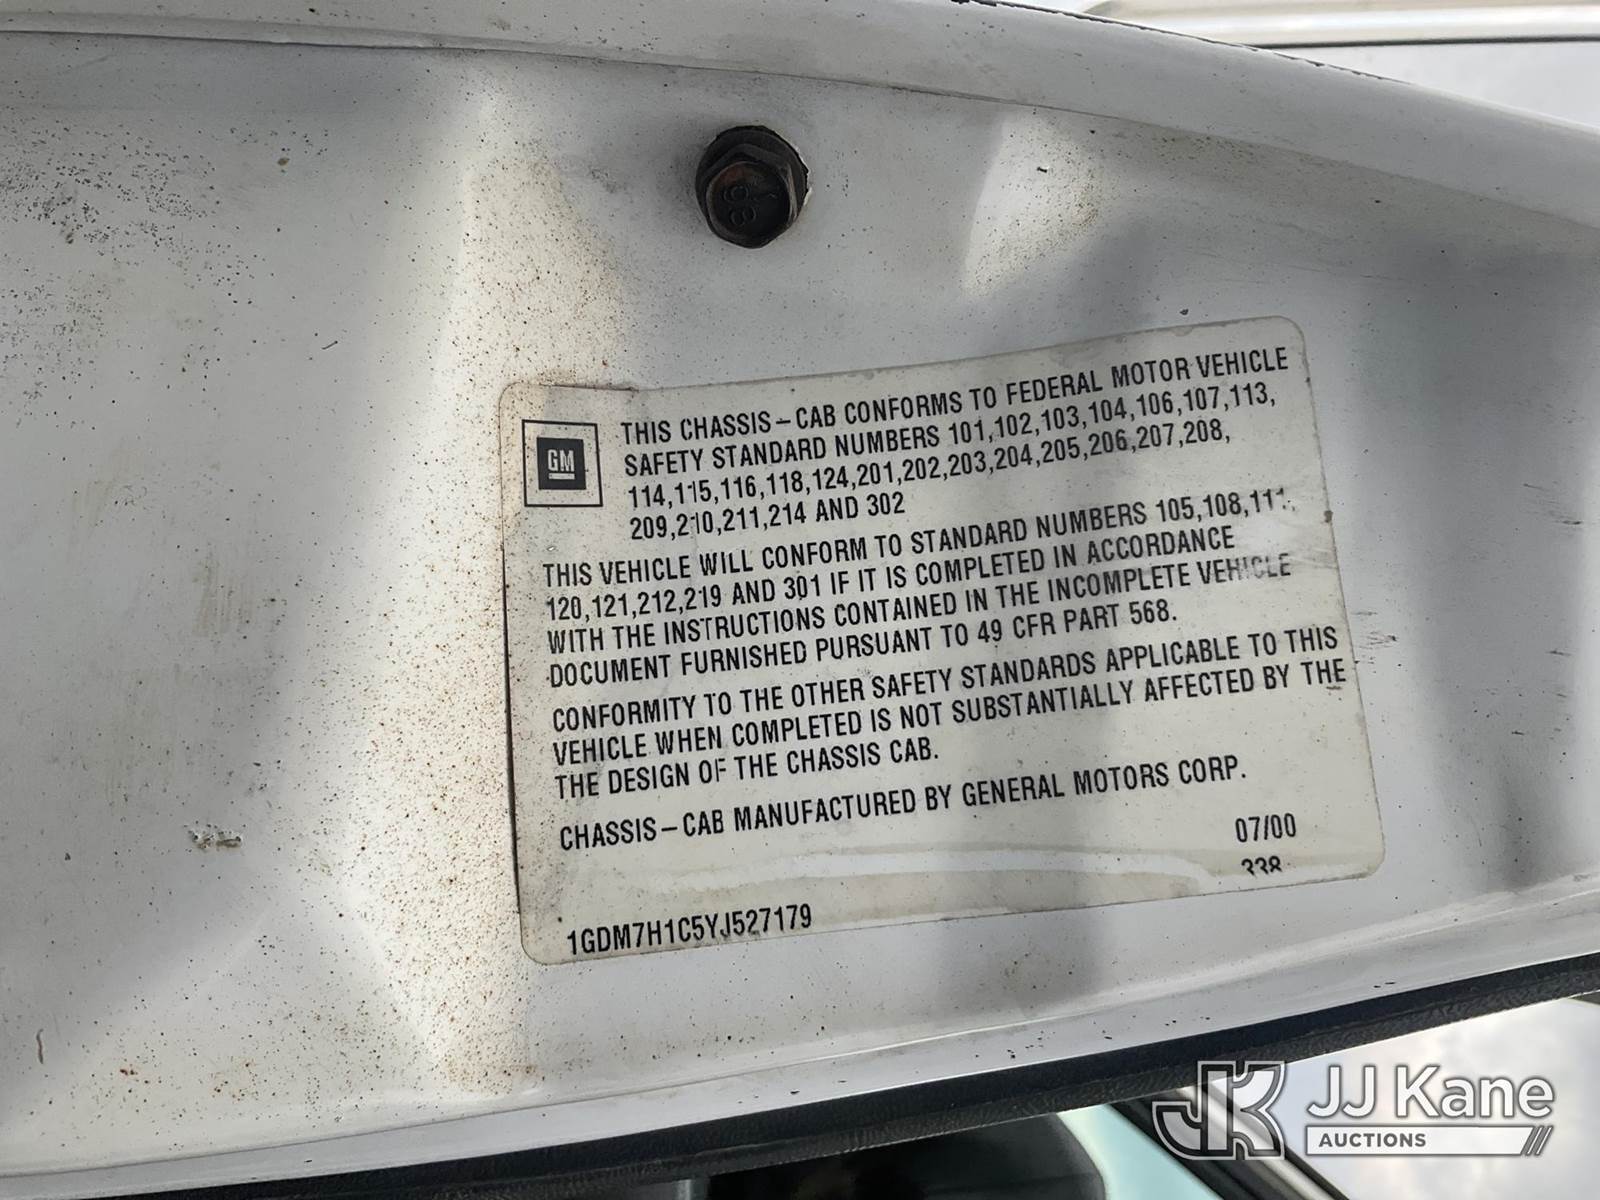 98
GM
THIS CHASSIS-CAB CONFORMS TO FEDERAL MOTOR VEHICLE
SAFETY STANDARD NUMBERS 101,102,103,104,106,107,113,
114,115,116,118,124,201,202,203,204,205,206,207,208,
209,210,211,214 AND 302
THIS VEHICLE WILL CONFORM TO STANDARD NUMBERS 105,108,111,
120,121,212,219 AND 301 IF IT IS COMPLETED IN ACCORDANCE
WITH THE INSTRUCTIONS CONTAINED IN THE INCOMPLETE VEHICLE
DOCUMENT FURNISHED PURSUANT TO 49 CFR PART 568.
CONFORMITY TO THE OTHER SAFETY STANDARDS APPLICABLE TO THIS
VEHICLE WHEN COMPLETED IS NOT SUBSTANTIALLY AFFECTED BY THE
THE DESIGN OF THE CHASSIS CAB.
CHASSIS-CAB MANUFACTURED BY GENERAL MOTORS CORP.
07/00
338
1GDM7H1C5YJ527179
JK JJ Kane
AUCTIONS